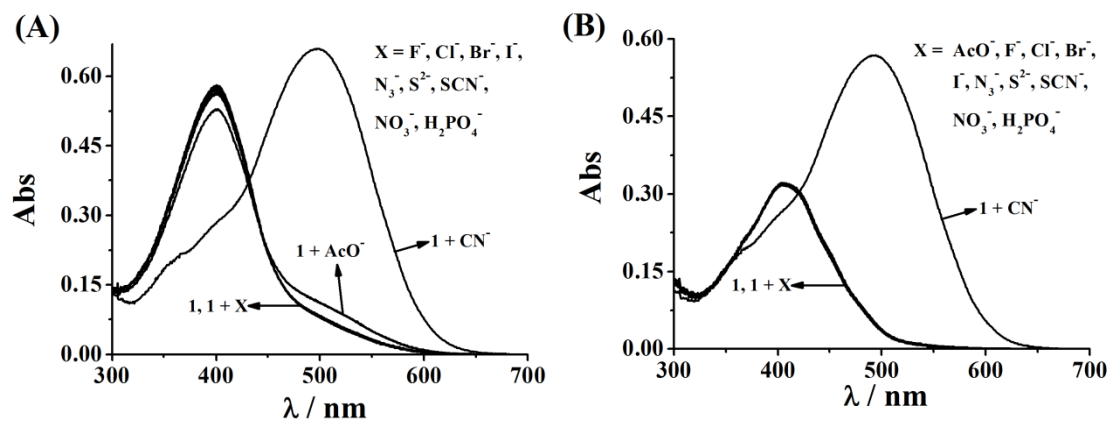 (A)
X = F⁻, Cl⁻, Br⁻, I⁻,
N₃⁻, S²⁻, SCN⁻,
NO₃⁻, H₂PO₄⁻
0.60
0.45
0.30
0.15
0.00
Abs
1 + CN⁻
1 + AcO⁻
1, 1 + X
300 400 500 600 700
λ / nm
(B)
X = AcO⁻, F⁻, Cl⁻, Br⁻,
I⁻, N₃⁻, S²⁻, SCN⁻,
NO₃⁻, H₂PO₄⁻
0.60
0.45
0.30
0.15
0.00
Abs
1 + CN⁻
1, 1 + X
300 400 500 600 700
λ / nm